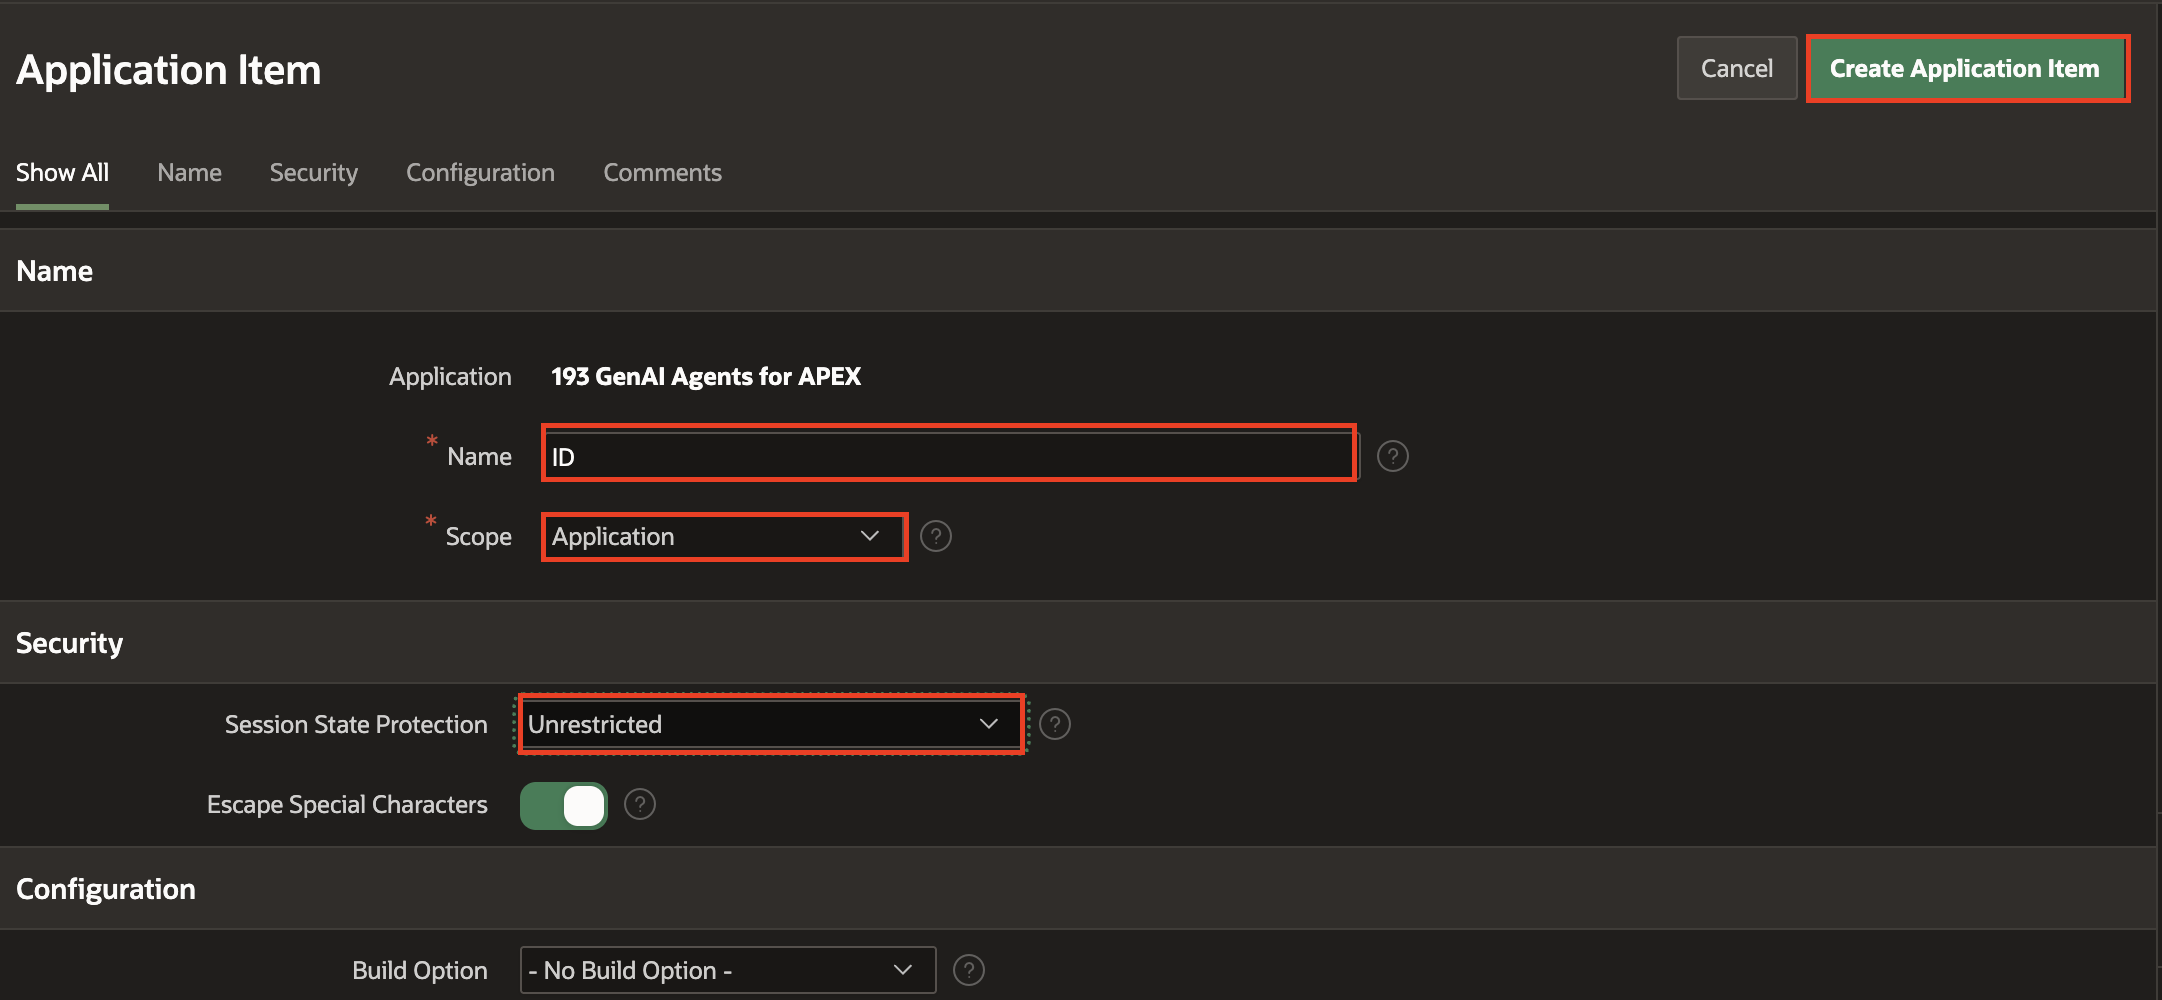 Application Item
Cancel
Create Application Item
Show All Name Security Configuration Comments
Name
Application 193 GenAI Agents for APEX
* Name ID ?
* Scope Application ?
Security
Session State Protection Unrestricted ?
Escape Special Characters ?
Configuration
Build Option - No Build Option - ?